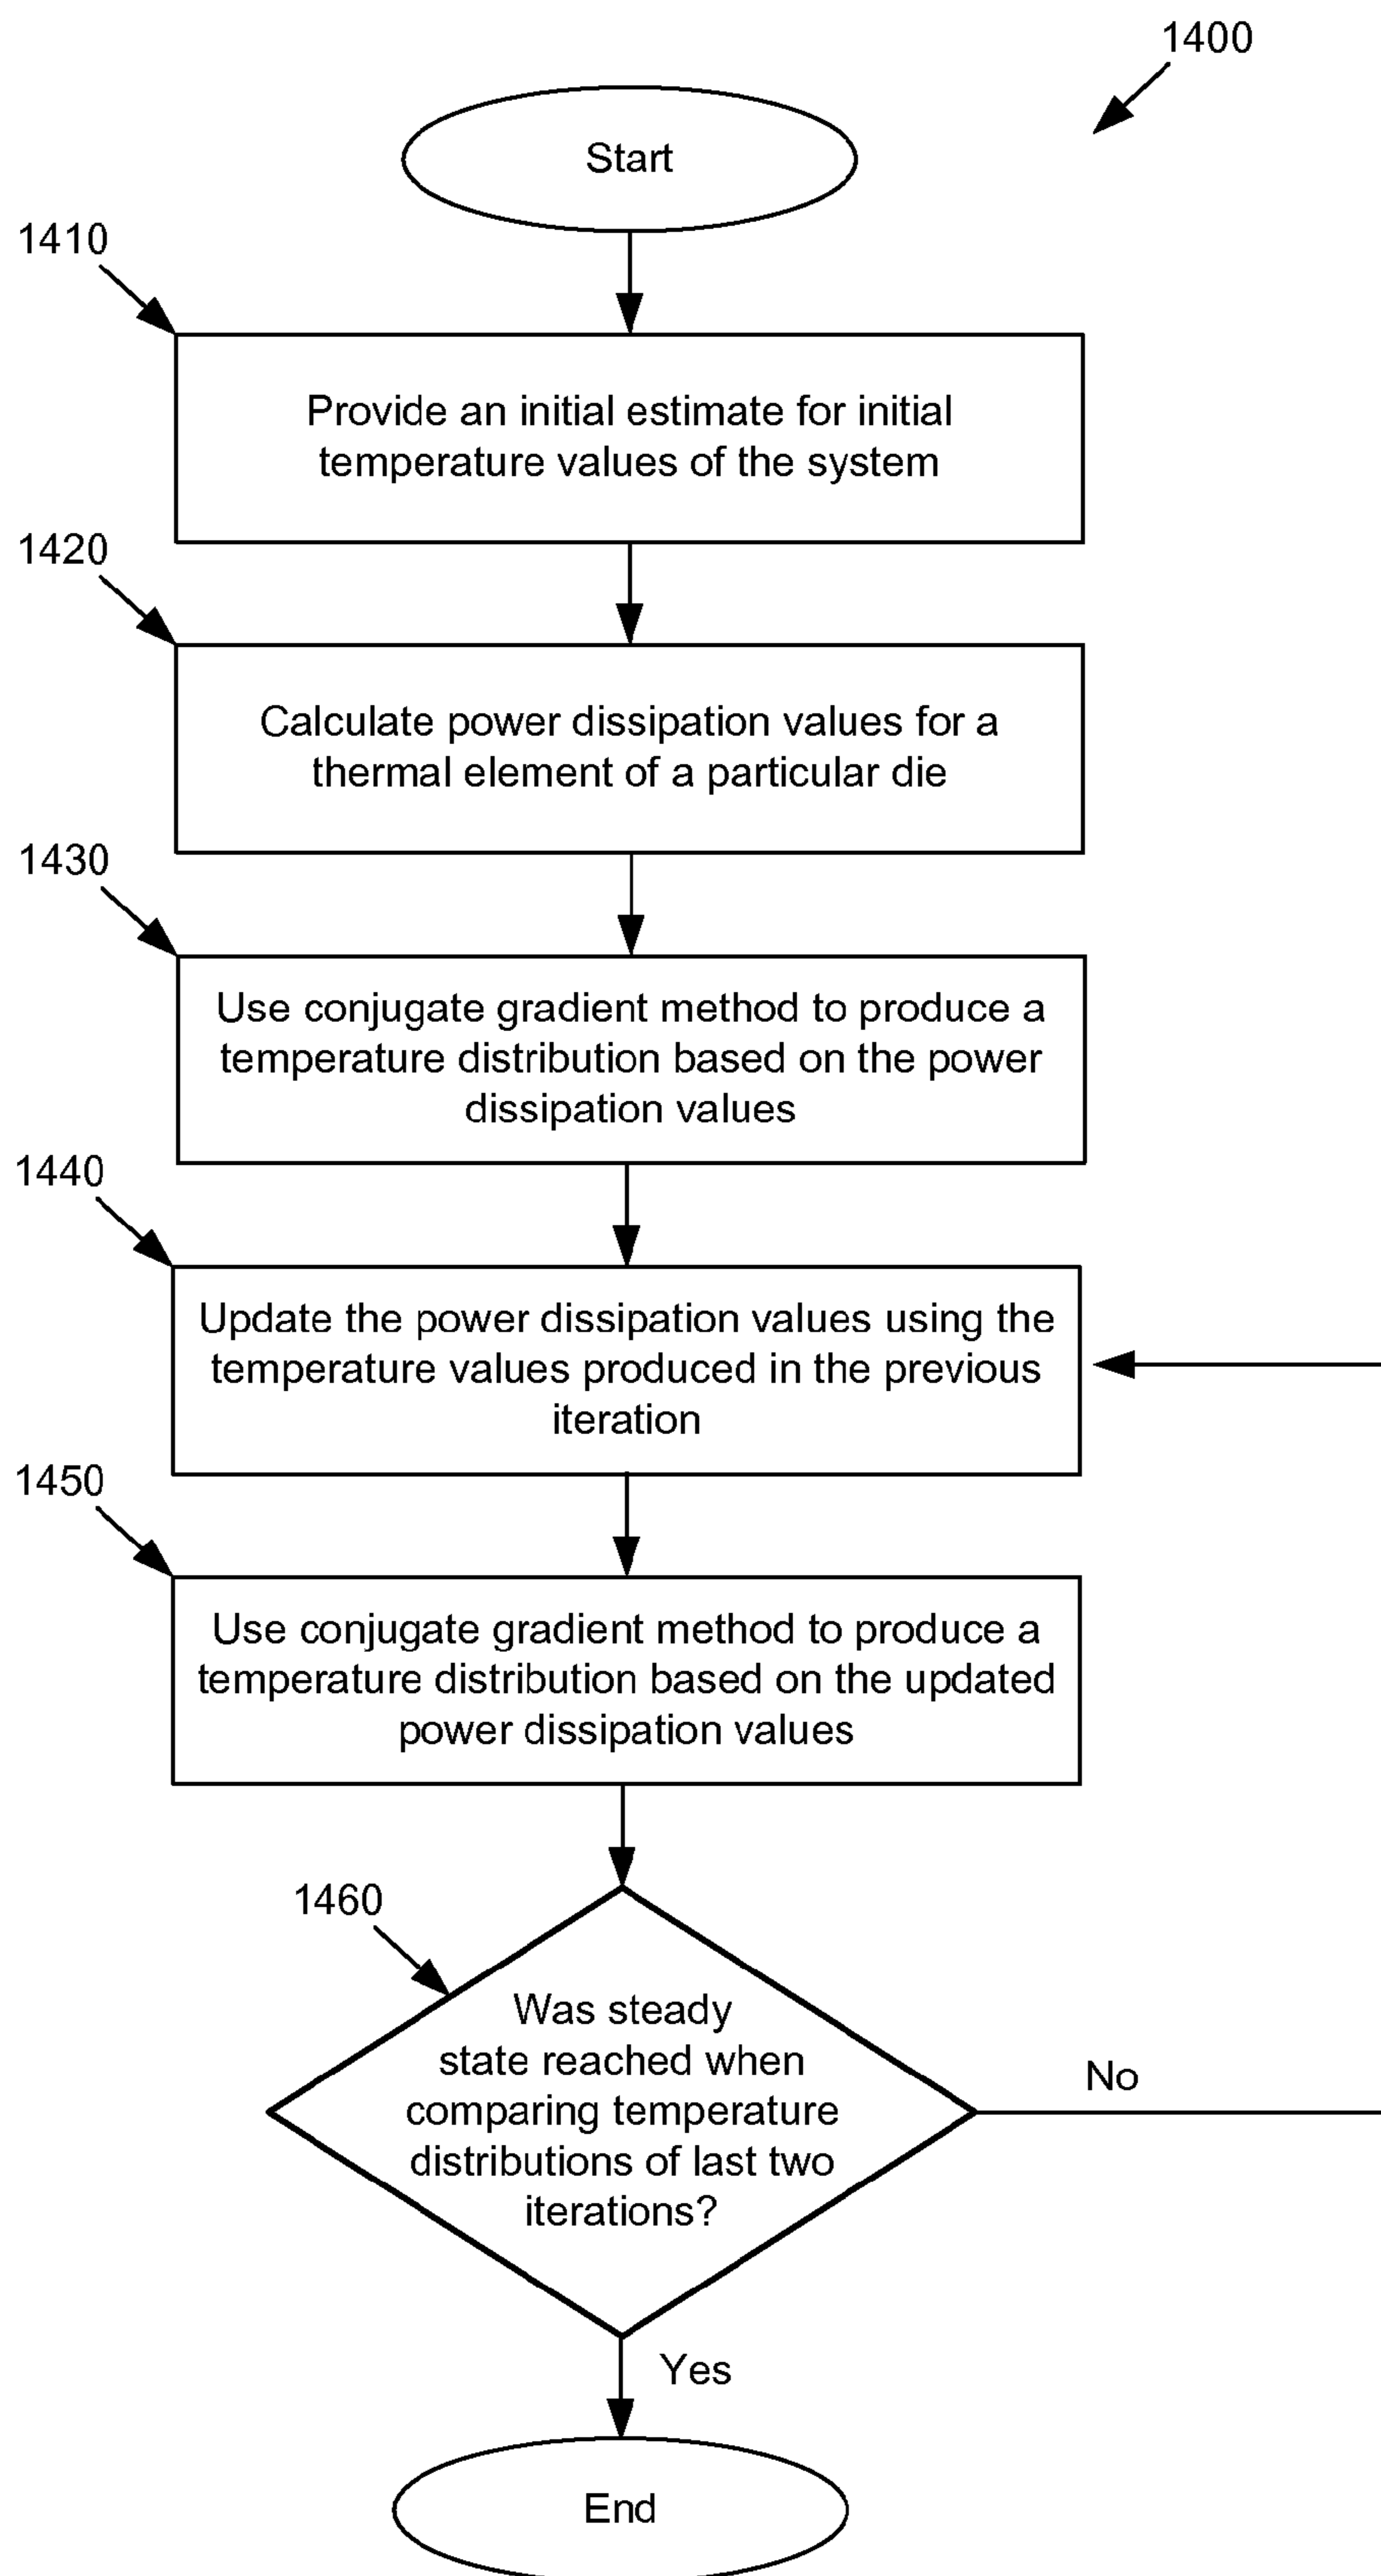 1400
Start
1410
Provide an initial estimate for initial
temperature values of the system
1420
Calculate power dissipation values for a
thermal element of a particular die
1430
Use conjugate gradient method to produce a
temperature distribution based on the power
dissipation values
1440
Update the power dissipation values using the
temperature values produced in the previous
iteration
1450
Use conjugate gradient method to produce a
temperature distribution based on the updated
power dissipation values
1460
Was steady
state reached when
comparing temperature
distributions of last two
iterations?
No
Yes
End